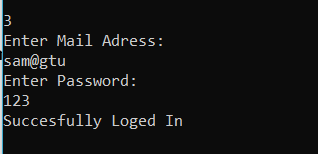 3
Enter Mail Adress:
sam@gtu
Enter Password:
123
Succesfully Loged In